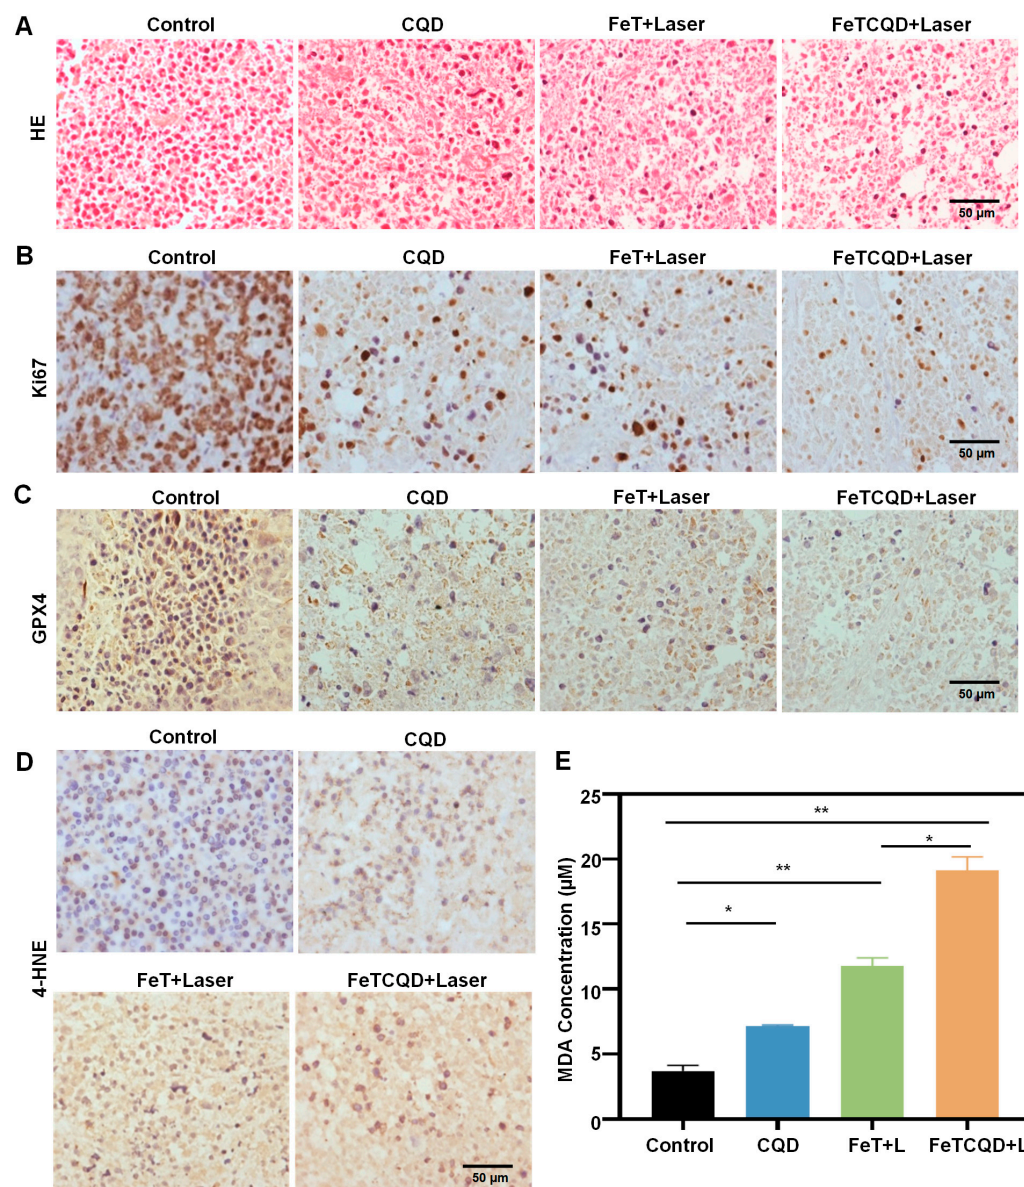 A
Control
CQD
FeT+Laser
FeTCQD+Laser
HE
50 µm
B
Control
CQD
FeT+Laser
FeTCQD+Laser
Ki67
50 µm
C
Control
CQD
FeT+Laser
FeTCQD+Laser
GPX4
50 µm
D
Control
CQD
4-HNE
FeT+Laser
FeTCQD+Laser
50 µm
E
MDA Concentration (µM)
25
20
15
10
5
0
**
*
**
*
Control
CQD
FeT+L
FeTCQD+L